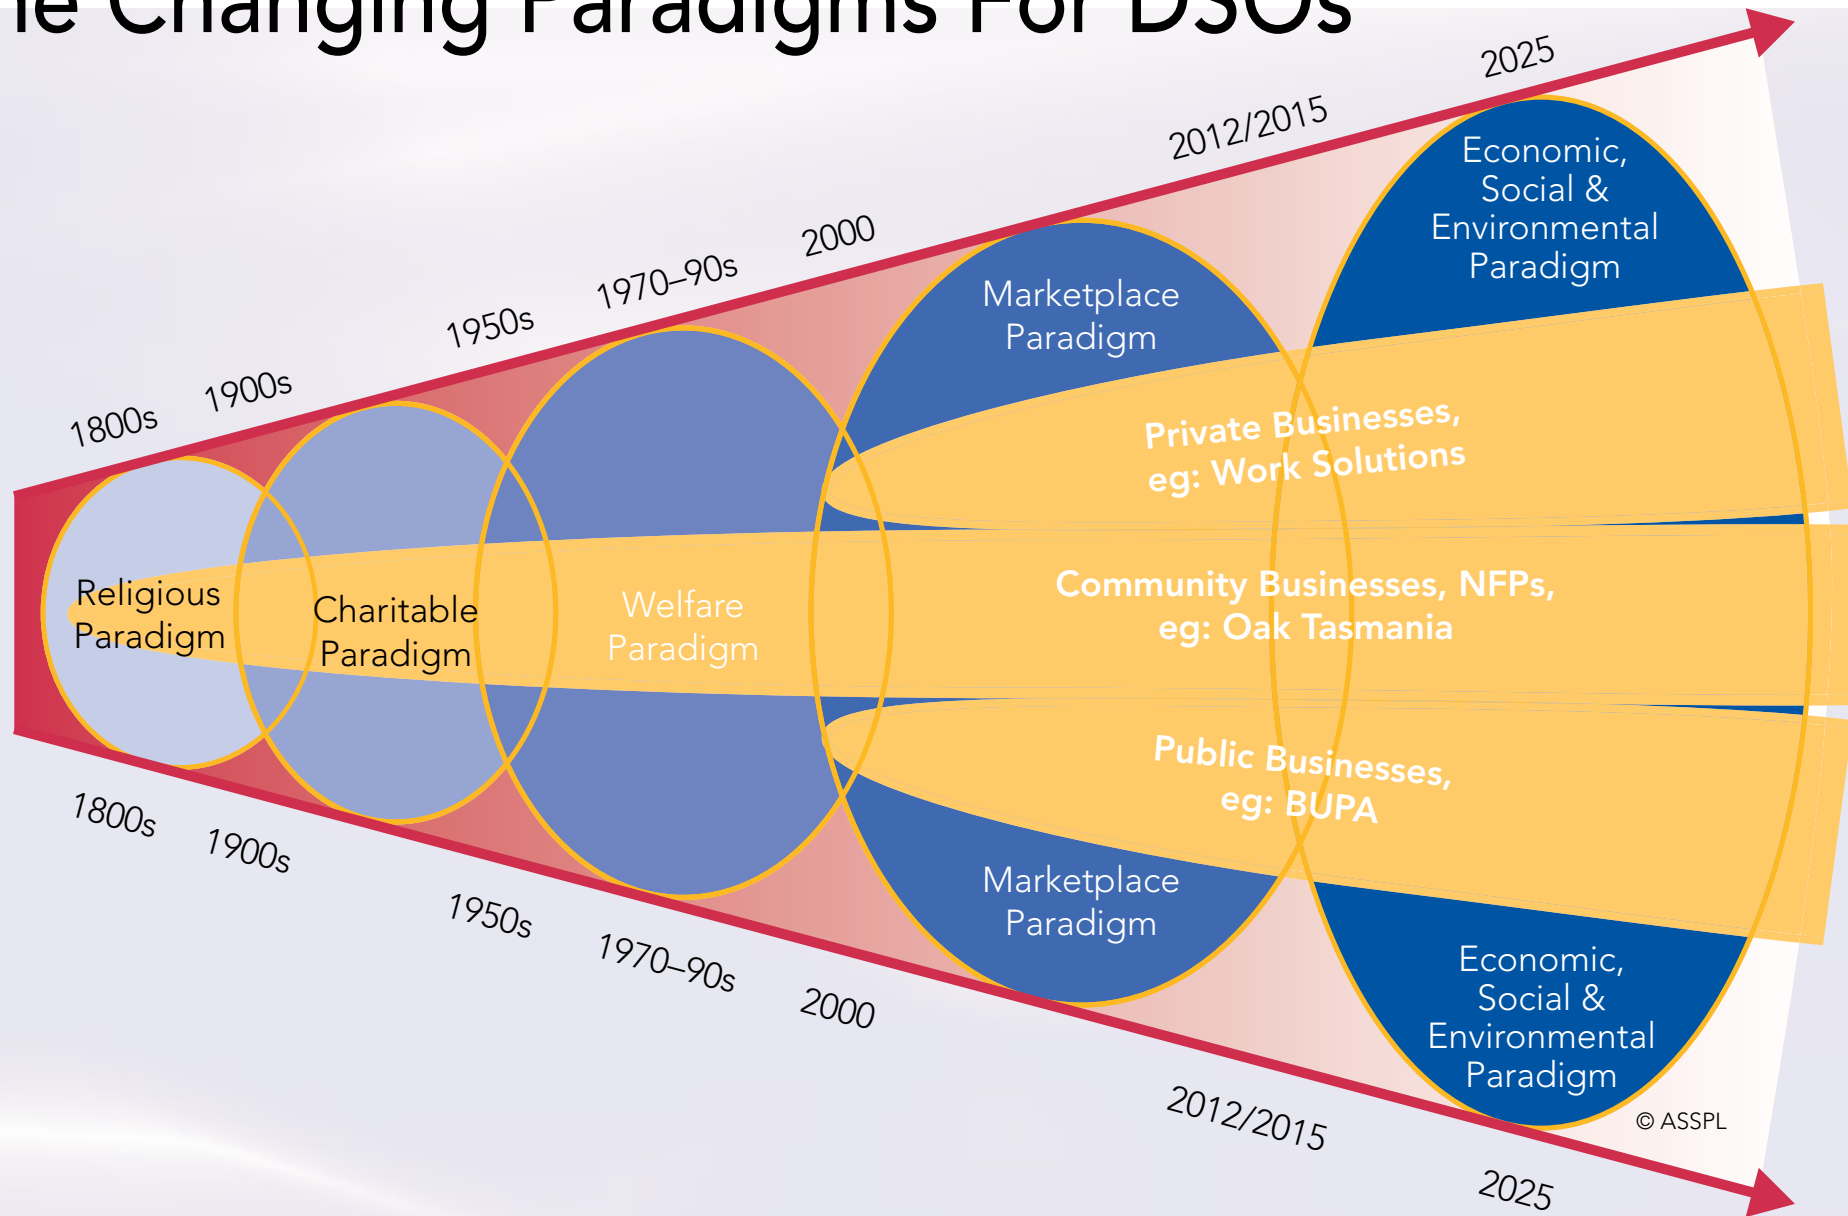 Changing Paradigms For DSOs
1800s
1900s
1950s
1970–90s
2000
2012/2015
2025
Economic,
Social &
Environmental
Paradigm
Marketplace
Paradigm
Private Businesses,
eg: Work Solutions
Religious
Paradigm
Charitable
Paradigm
Welfare
Paradigm
Community Businesses, NFPs,
eg: Oak Tasmania
Public Businesses,
eg: BUPA
Marketplace
Paradigm
Economic,
Social &
Environmental
Paradigm
© ASSPL
1800s
1900s
1950s
1970–90s
2000
2012/2015
2025